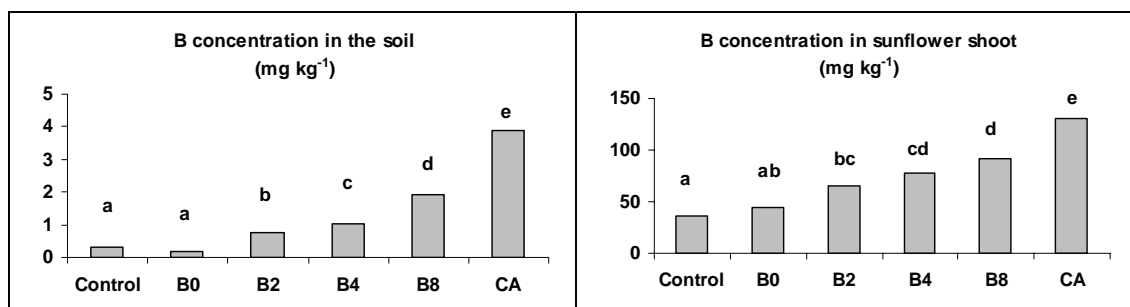 B concentration in the soil
(mg kg⁻¹)
5
4
3
2
1
0
a
a
b
c
d
e
Control B0 B2 B4 B8 CA
B concentration in sunflower shoot
(mg kg⁻¹)
150
100
50
0
a
ab
bc
cd
d
e
Control B0 B2 B4 B8 CA